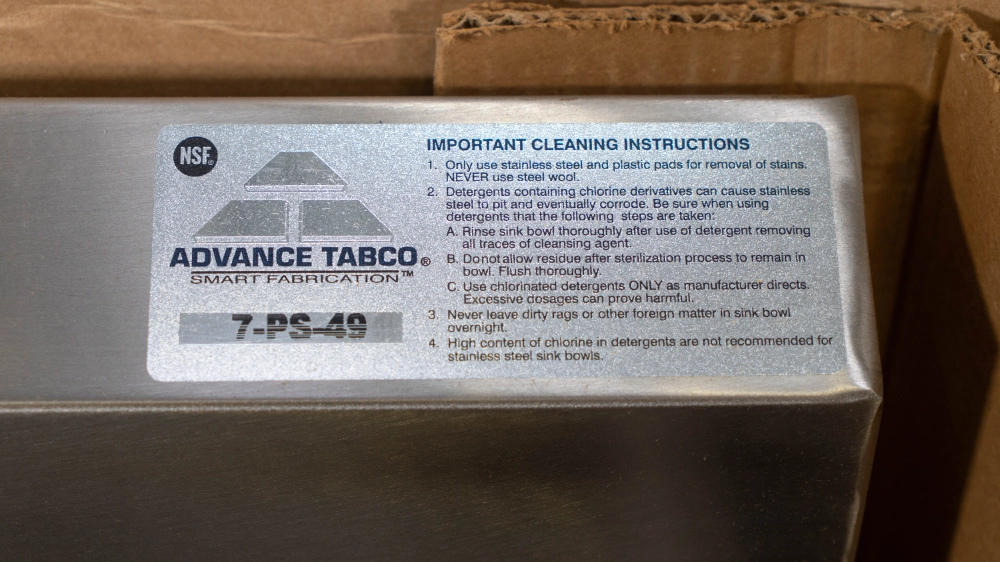 NSF®
ADVANCE TABCO®
SMART FABRICATION™
7-PS-49
IMPORTANT CLEANING INSTRUCTIONS
1. Only use stainless steel and plastic pads for removal of stains.
NEVER use steel wool.
2. Detergents containing chlorine derivatives can cause stainless
steel to pit and eventually corrode. Be sure when using
detergents that the following steps are taken:
A. Rinse sink bowl thoroughly after use of detergent removing
all traces of cleansing agent.
B. Do not allow residue after sterilization process to remain in
bowl. Flush thoroughly.
C. Use chlorinated detergents ONLY as manufacturer directs.
Excessive dosages can prove harmful.
3. Never leave dirty rags or other foreign matter in sink bowl
overnight.
4. High content of chlorine in detergents are not recommended for
stainless steel sink bowls.